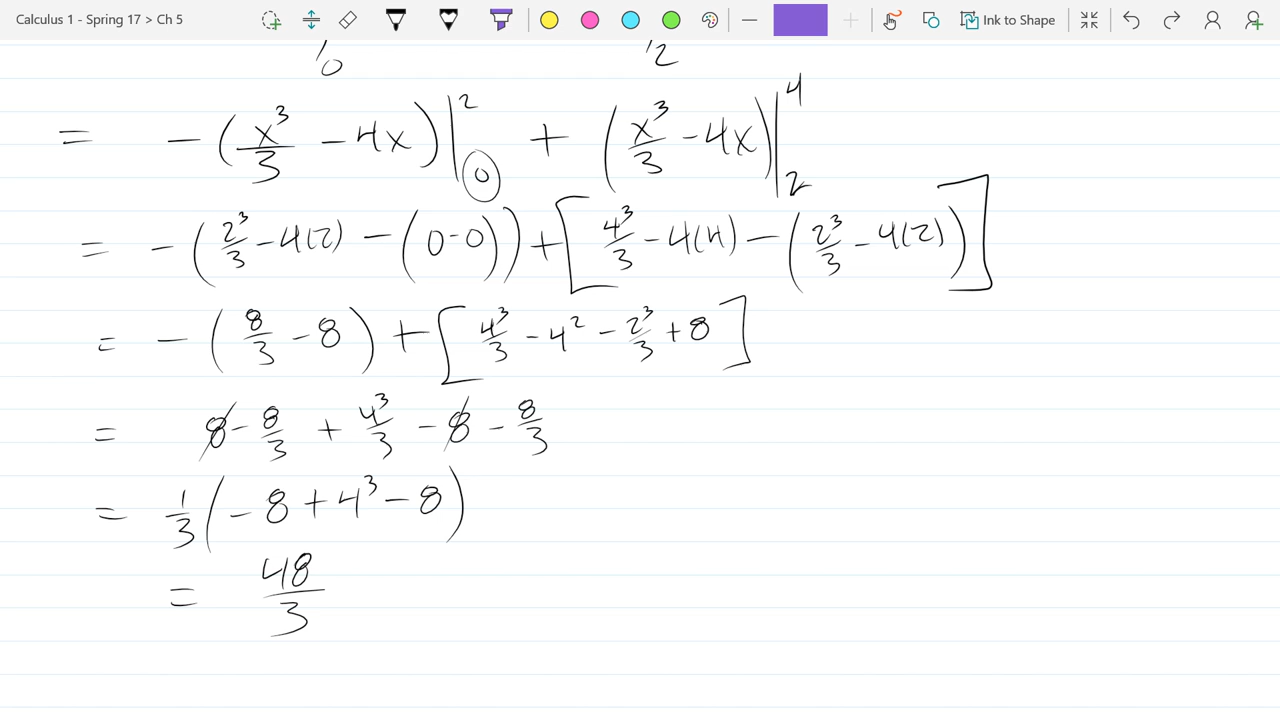 Calculus 1 - Spring 17 > Ch 5 Ink to Shape
0 2
= - (x³/3 - 4x)|₀² + (x³/3 - 4x)|₂⁴
= - (2³/3 - 4(2) - (0-0)) + [4³/3 - 4(4) - (2³/3 - 4(2))]
= - (8/3 - 8) + [4³/3 - 4² - 2³/3 + 8]
= 8 - 8/3 + 4³/3 - 8 - 8/3
= 1/3 (-8 + 4³ - 8)
= 48/3